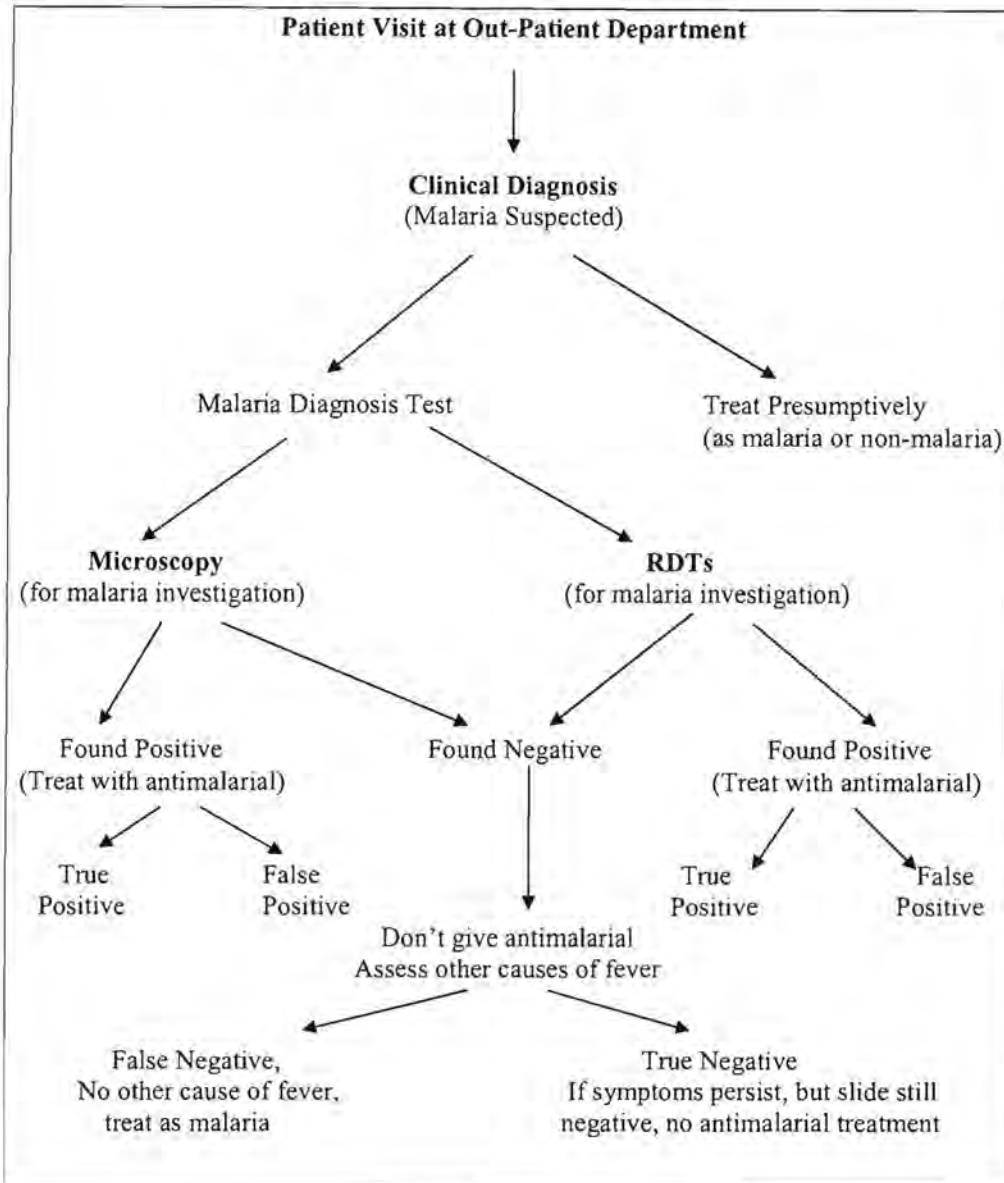 Patient Visit at Out-Patient Department
Clinical Diagnosis
(Malaria Suspected)
Malaria Diagnosis Test
Treat Presumptively
(as malaria or non-malaria)
Microscopy
(for malaria investigation)
RDTs
(for malaria investigation)
Found Positive
(Treat with antimalarial)
Found Negative
Found Positive
(Treat with antimalarial)
True
Positive
False
Positive
True
Positive
False
Positive
Don't give antimalarial
Assess other causes of fever
False Negative,
No other cause of fever,
treat as malaria
True Negative
If symptoms persist, but slide still
negative, no antimalarial treatment